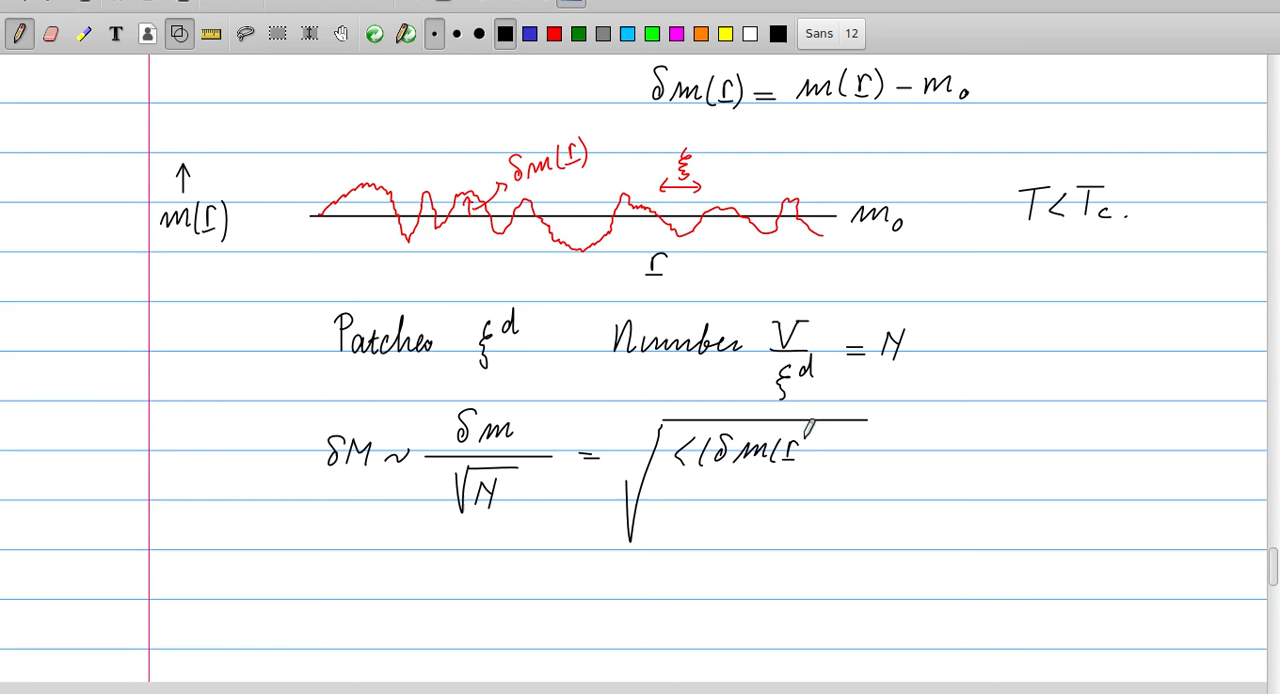 Sans 12
δm(r) = m(r) - m₀
δm(r) ξ
↑
m(r) m₀ T < Tc.
r
Patches ξ^d Number V/ξ^d = N
δM ~ δm/√N = √<(δm(r